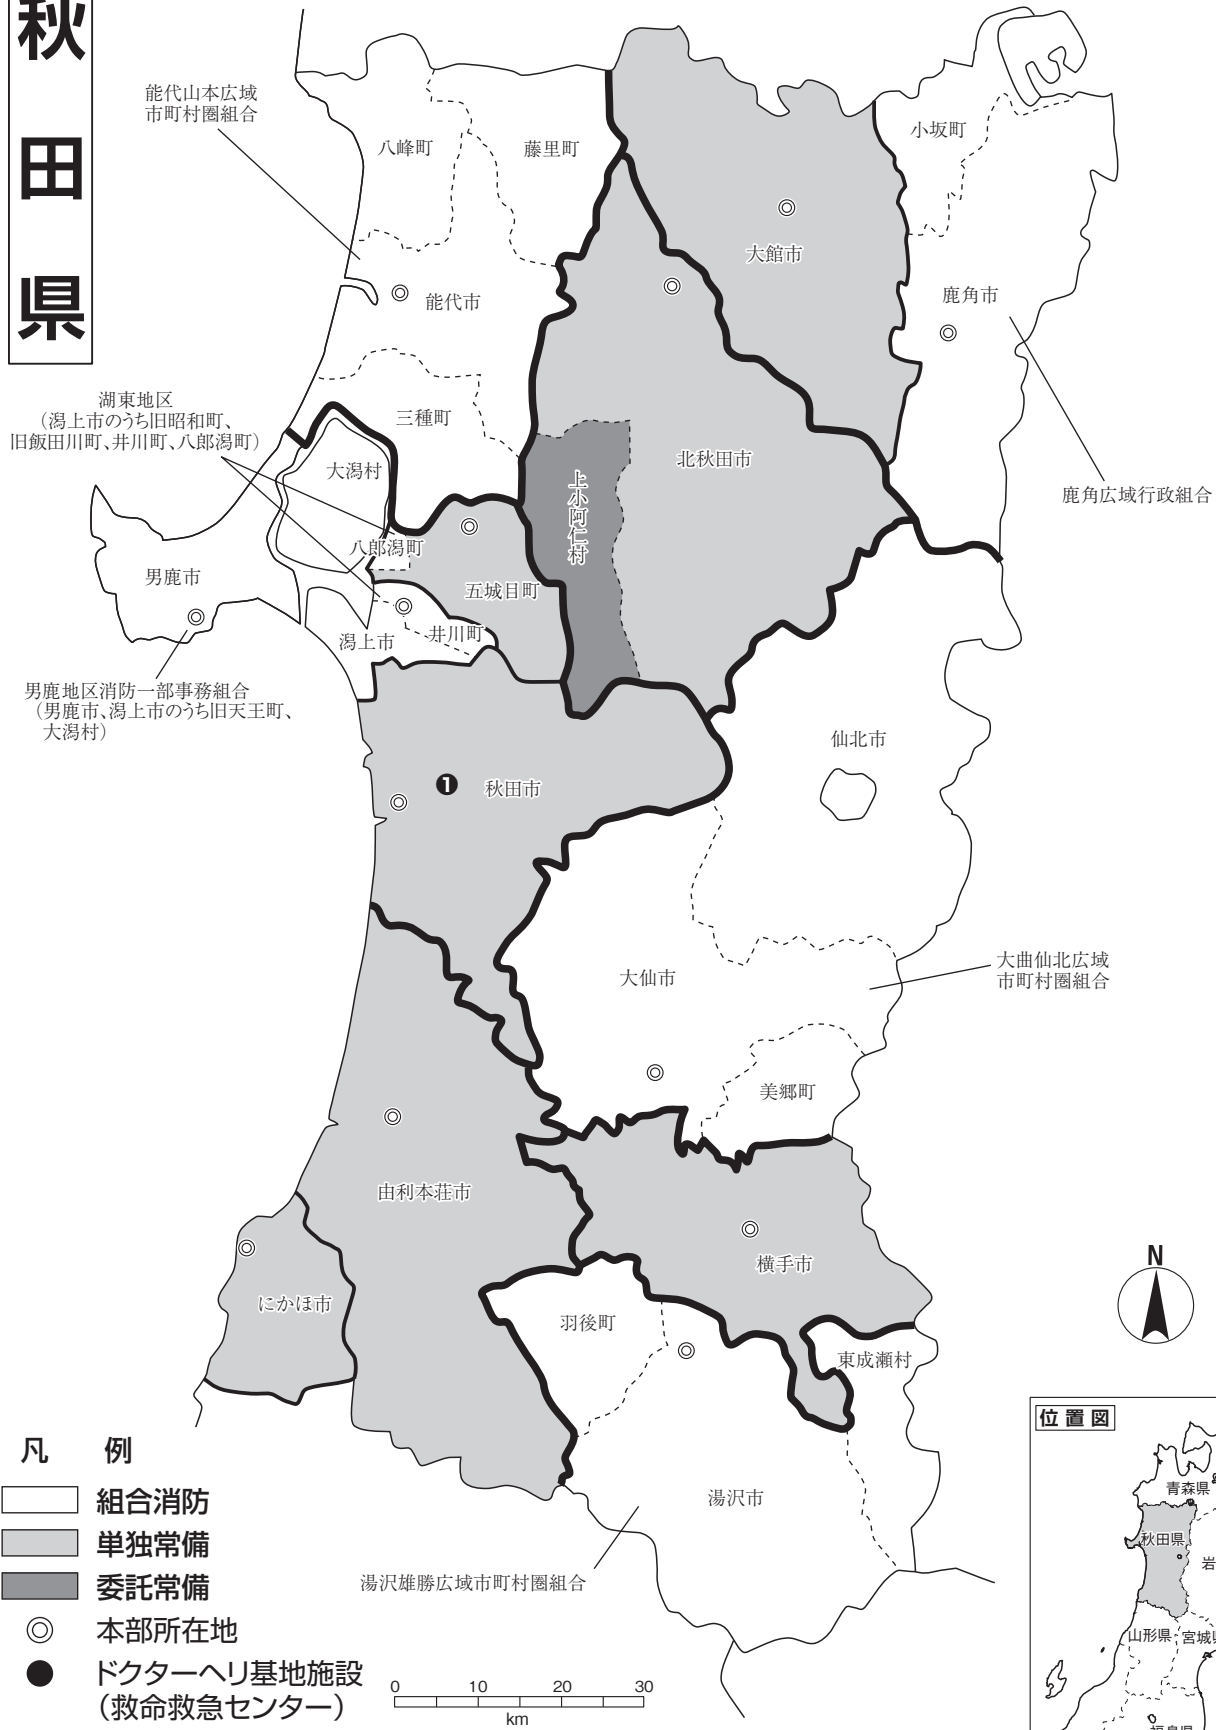 秋田県
能代山本広域
市町村圏組合
八峰町
藤里町
小坂町
大館市
鹿角市
能代市
湖東地区
（潟上市のうち旧昭和町、
旧飯田川町、井川町、八郎潟町）
三種町
大潟村
上小阿仁村
北秋田市
鹿角広域行政組合
八郎潟町
男鹿市
五城目町
潟上市
井川町
男鹿地区消防一部事務組合
（男鹿市、潟上市のうち旧天王町、
大潟村）
仙北市
1
秋田市
大仙市
大曲仙北広域
市町村圏組合
美郷町
由利本荘市
横手市
N
にかほ市
羽後町
東成瀬村
湯沢市
湯沢雄勝広域市町村圏組合
凡 例
組合消防
単独常備
委託常備
本部所在地
ドクターヘリ基地施設
（救命救急センター）
0 10 20 30
km
位置図
青森県
秋田県
岩
山形県
宮城